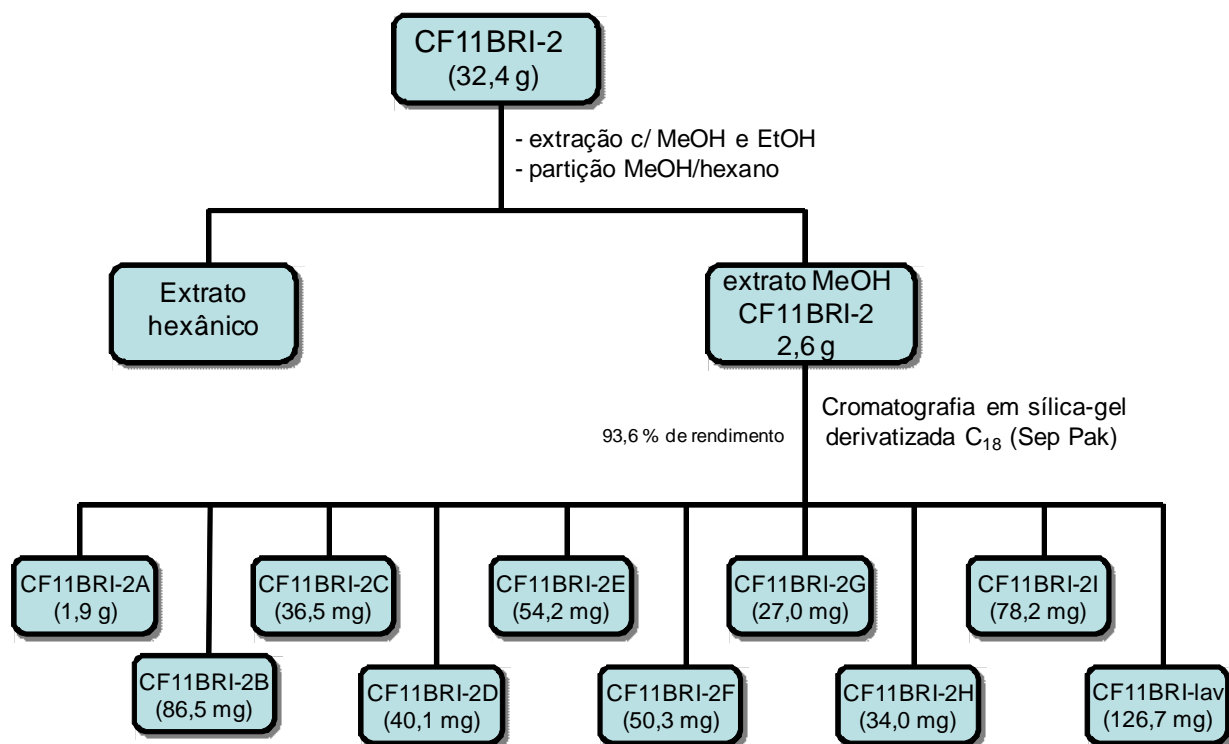 CF11BRI-2
(32,4 g)
- extração c/ MeOH e EtOH
- partição MeOH/hexano
Extrato
hexânico
extrato MeOH
CF11BRI-2
2,6 g
93,6 % de rendimento
Cromatografia em sílica-gel
derivatizada C18 (Sep Pak)
CF11BRI-2A
(1,9 g)
CF11BRI-2C
(36,5 mg)
CF11BRI-2E
(54,2 mg)
CF11BRI-2G
(27,0 mg)
CF11BRI-2I
(78,2 mg)
CF11BRI-2B
(86,5 mg)
CF11BRI-2D
(40,1 mg)
CF11BRI-2F
(50,3 mg)
CF11BRI-2H
(34,0 mg)
CF11BRI-lav
(126,7 mg)